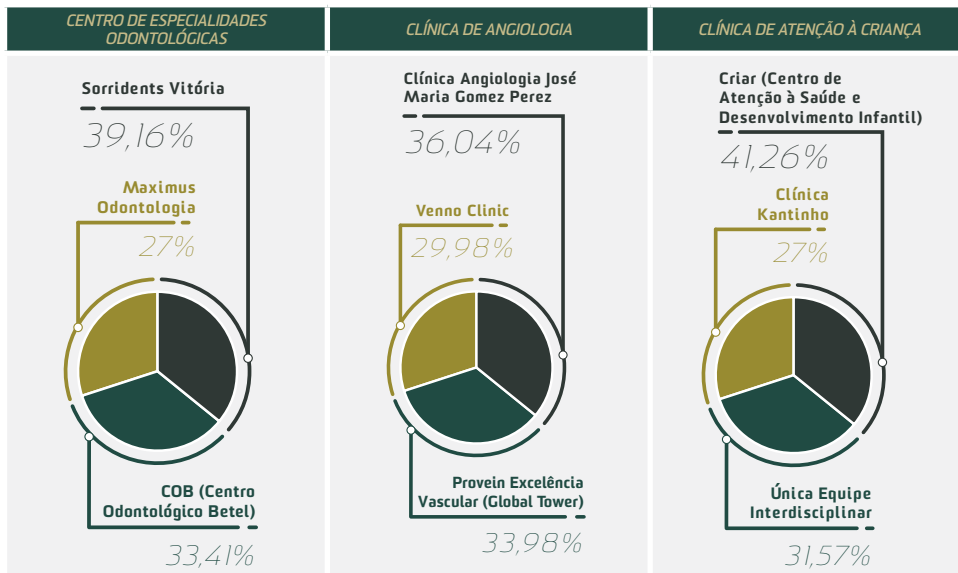 CENTRO DE ESPECIALIDADES
ODONTOLÓGICAS
Sorridents Vitória
39,16%
Maximus
Odontologia
27%
COB (Centro
Odontológico Betel)
33,41%
CLÍNICA DE ANGIOLOGIA
Clínica Angiologia José
Maria Gomez Perez
36,04%
Venno Clinic
29,98%
Provein Excelência
Vascular (Global Tower)
33,98%
CLÍNICA DE ATENÇÃO À CRIANÇA
Criar (Centro de
Atenção à Saúde e
Desenvolvimento Infantil)
41,26%
Clínica
Kantinho
27%
Única Equipe
Interdisciplinar
31,57%